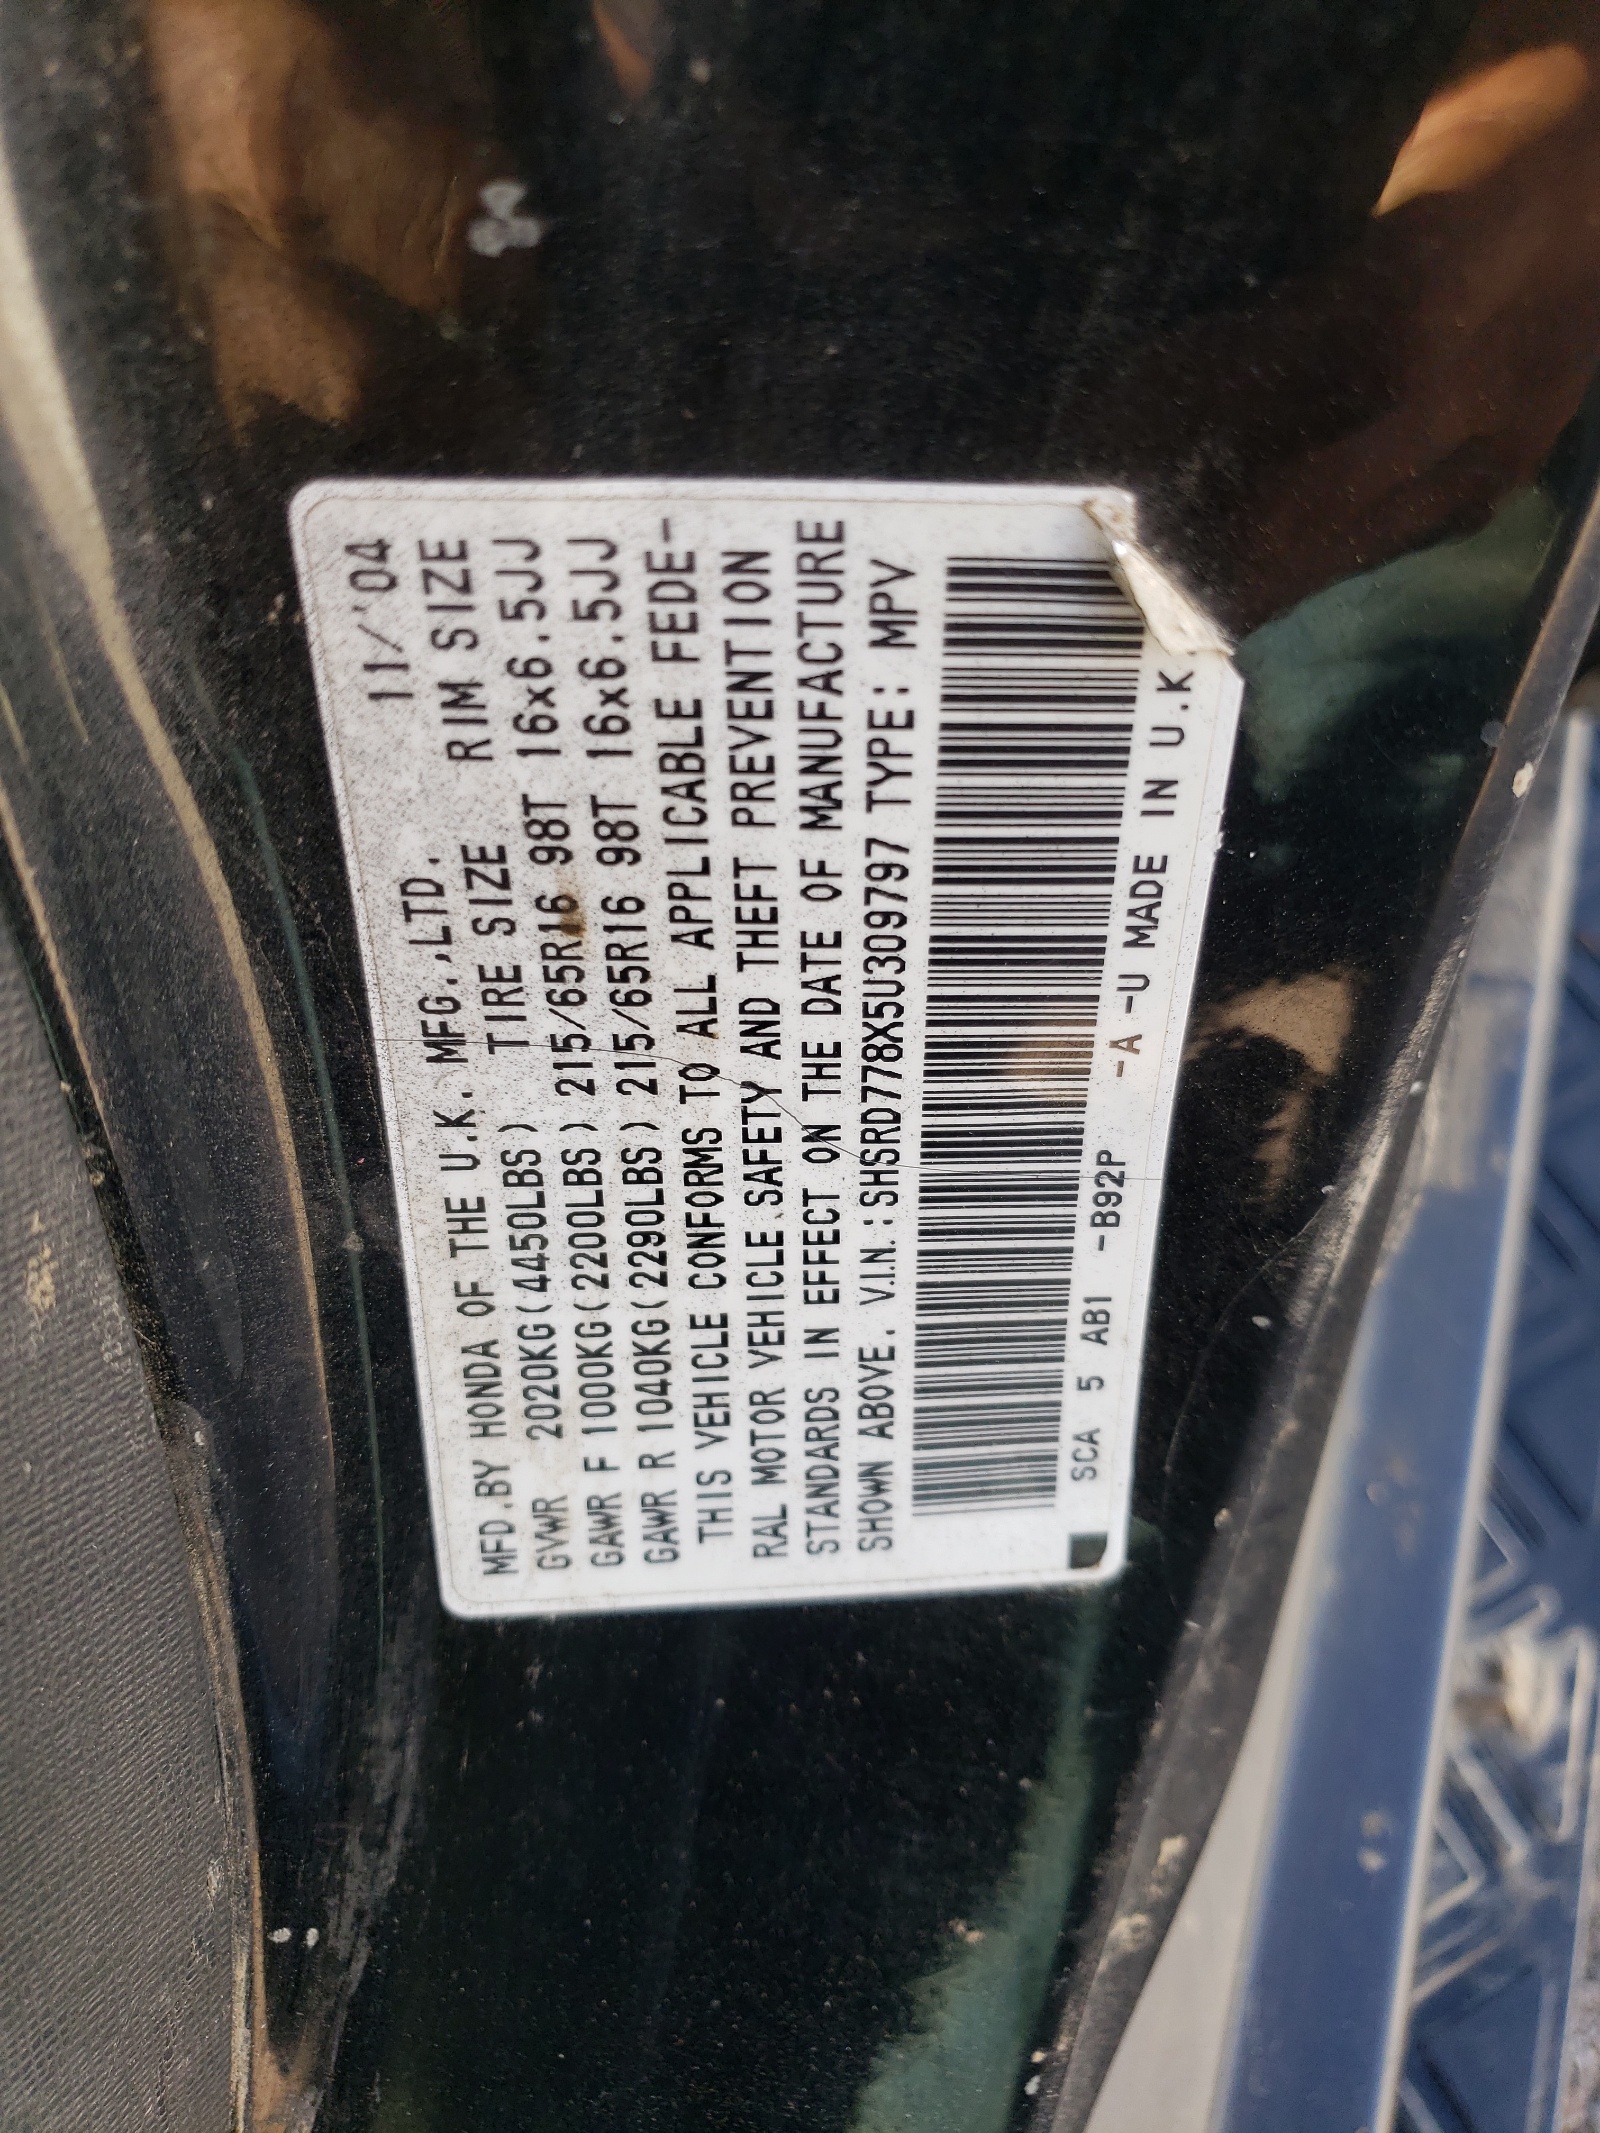 MFD.BY HONDA OF THE U.K. MFG.,LTD. 11/'04
GVWR 2020KG(4450LBS) TIRE SIZE RIM SIZE
GAWR F 1000KG(2200LBS) 215/65R16 98T 16x6.5JJ
GAWR R 1040KG(2290LBS) 215/65R16 98T 16x6.5JJ
THIS VEHICLE CONFORMS TO ALL APPLICABLE FEDE-
RAL MOTOR VEHICLE SAFETY AND THEFT PREVENTION
STANDARDS IN EFFECT ON THE DATE OF MANUFACTURE
SHOWN ABOVE. V.I.N.:SHSRD778X5U309797 TYPE: MPV
SCA 5 AB1 -B92P -A -U MADE IN U.K.